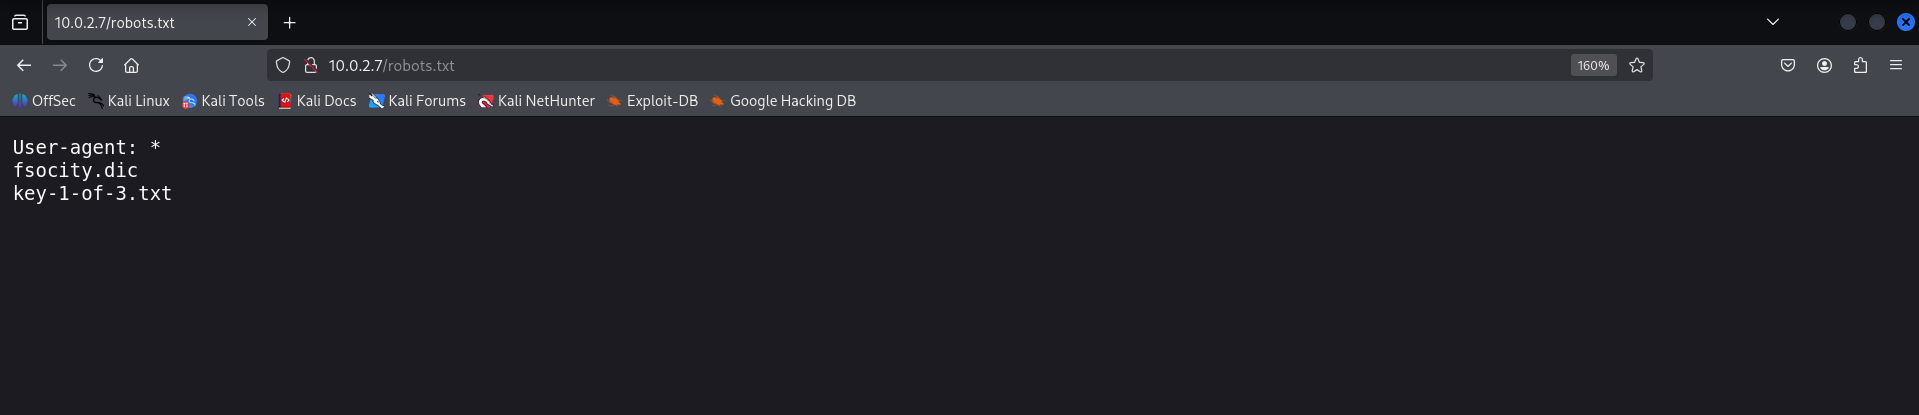 10.0.2.7/robots.txt
10.0.2.7/robots.txt 160%
OffSec Kali Linux Kali Tools Kali Docs Kali Forums Kali NetHunter Exploit-DB Google Hacking DB
User-agent: *
fsocity.dic
key-1-of-3.txt